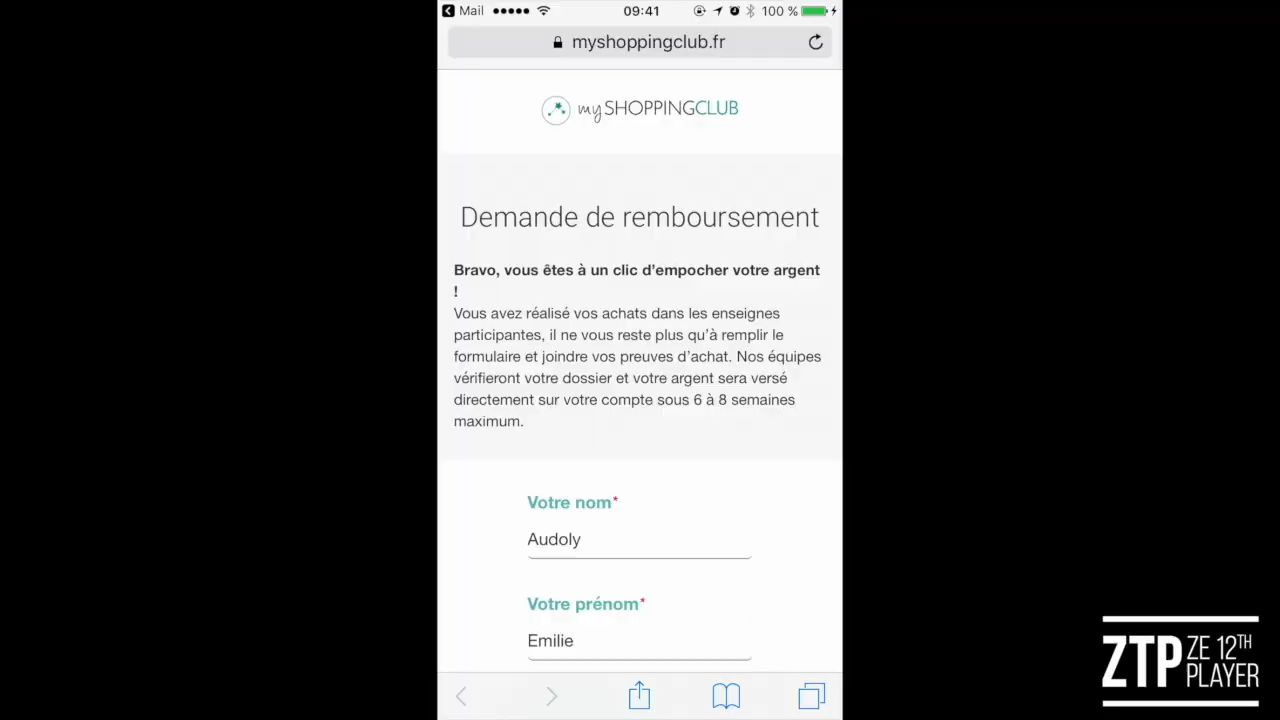 Mail 09:41 100 %
myshoppingclub.fr
mySHOPPINGCLUB
Demande de remboursement
Bravo, vous êtes à un clic d’empocher votre argent
!
Vous avez réalisé vos achats dans les enseignes
participantes, il ne vous reste plus qu’à remplir le
formulaire et joindre vos preuves d’achat. Nos équipes
vérifieront votre dossier et votre argent sera versé
directement sur votre compte sous 6 à 8 semaines
maximum.
Votre nom*
Audoly
Votre prénom*
Emilie
ZTP ZE 12TH
PLAYER